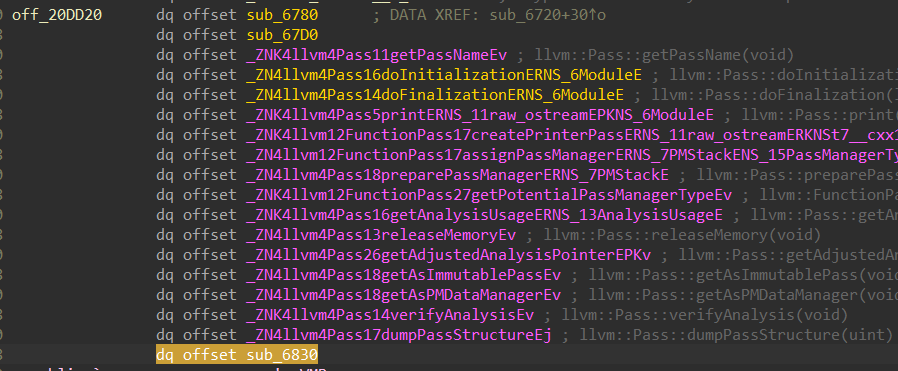 off_20DD20 dq offset sub_6780 ; DATA XREF: sub_6720+30↑o
dq offset sub_67D0
dq offset _ZNK4llvm4Pass11getPassNameEv ; llvm::Pass::getPassName(void)
dq offset _ZN4llvm4Pass16doInitializationERNS_6ModuleE ; llvm::Pass::doInitializati
dq offset _ZN4llvm4Pass14doFinalizationERNS_6ModuleE ; llvm::Pass::doFinalization(
dq offset _ZNK4llvm4Pass5printERNS_11raw_ostreamEPKNS_6ModuleE ; llvm::Pass::print(
dq offset _ZNK4llvm12FunctionPass17createPrinterPassERNS_11raw_ostreamERKNSt7__cxx1
dq offset _ZN4llvm12FunctionPass17assignPassManagerERNS_7PMStackENS_15PassManagerTy
dq offset _ZN4llvm4Pass18preparePassManagerERNS_7PMStackE ; llvm::Pass::preparePass
dq offset _ZNK4llvm12FunctionPass27getPotentialPassManagerTypeEv ; llvm::FunctionPa
dq offset _ZNK4llvm4Pass16getAnalysisUsageERNS_13AnalysisUsageE ; llvm::Pass::getAn
dq offset _ZN4llvm4Pass13releaseMemoryEv ; llvm::Pass::releaseMemory(void)
dq offset _ZN4llvm4Pass26getAdjustedAnalysisPointerEPKv ; llvm::Pass::getAdjustedAn
dq offset _ZN4llvm4Pass18getAsImmutablePassEv ; llvm::Pass::getAsImmutablePass(voi
dq offset _ZN4llvm4Pass18getAsPMDataManagerEv ; llvm::Pass::getAsPMDataManager(voi
dq offset _ZNK4llvm4Pass14verifyAnalysisEv ; llvm::Pass::verifyAnalysis(void)
dq offset _ZN4llvm4Pass17dumpPassStructureEj ; llvm::Pass::dumpPassStructure(uint)
dq offset sub_6830